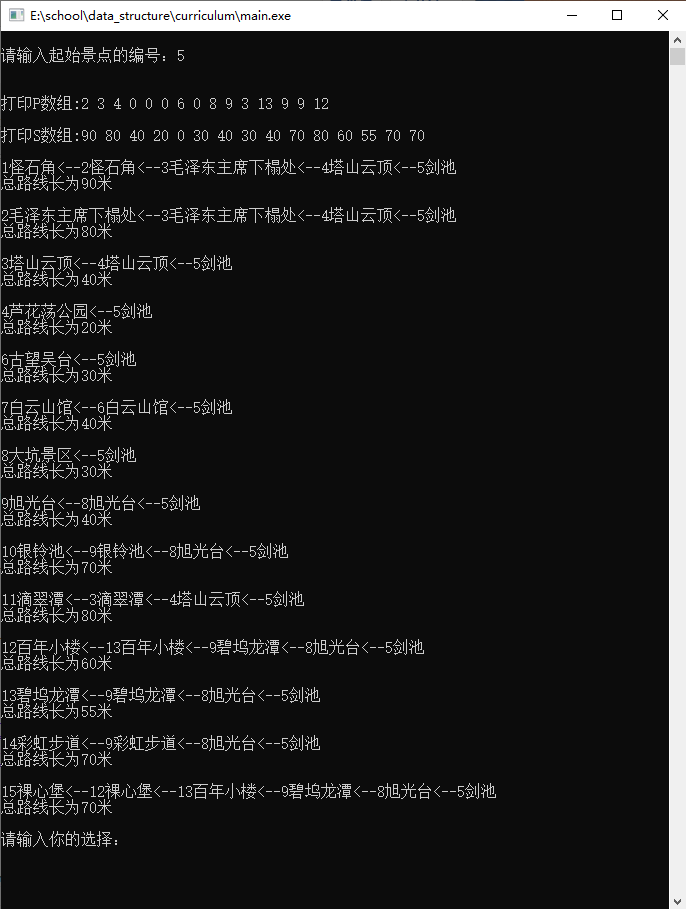 E:\school\data_structure\curriculum\main.exe
请输入起始景点的编号：5
打印P数组:2 3 4 0 0 0 6 0 8 9 3 13 9 9 12
打印S数组:90 80 40 20 0 30 40 30 40 70 80 60 55 70 70
1怪石角<--2怪石角<--3毛泽东主席下榻处<--4塔山云顶<--5剑池
总路线长为90米
2毛泽东主席下榻处<--3毛泽东主席下榻处<--4塔山云顶<--5剑池
总路线长为80米
3塔山云顶<--4塔山云顶<--5剑池
总路线长为40米
4芦花荡公园<--5剑池
总路线长为20米
6古望吴台<--5剑池
总路线长为30米
7白云山馆<--6白云山馆<--5剑池
总路线长为40米
8大坑景区<--5剑池
总路线长为30米
9旭光台<--8旭光台<--5剑池
总路线长为40米
10银铃池<--9银铃池<--8旭光台<--5剑池
总路线长为70米
11滴翠潭<--3滴翠潭<--4塔山云顶<--5剑池
总路线长为80米
12百年小楼<--13百年小楼<--9碧坞龙潭<--8旭光台<--5剑池
总路线长为60米
13碧坞龙潭<--9碧坞龙潭<--8旭光台<--5剑池
总路线长为55米
14彩虹步道<--9彩虹步道<--8旭光台<--5剑池
总路线长为70米
15裸心堡<--12裸心堡<--13百年小楼<--9碧坞龙潭<--8旭光台<--5剑池
总路线长为70米
请输入你的选择：